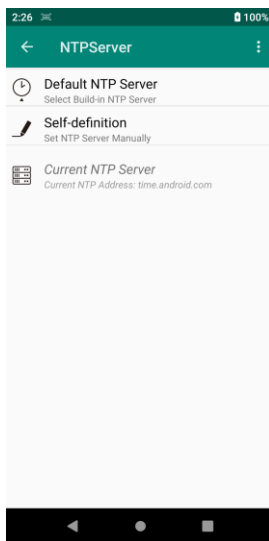 2:26 100%
NTPServer
Default NTP Server
Select Build-in NTP Server
Self-definition
Set NTP Server Manually
Current NTP Server
Current NTP Address: time.android.com